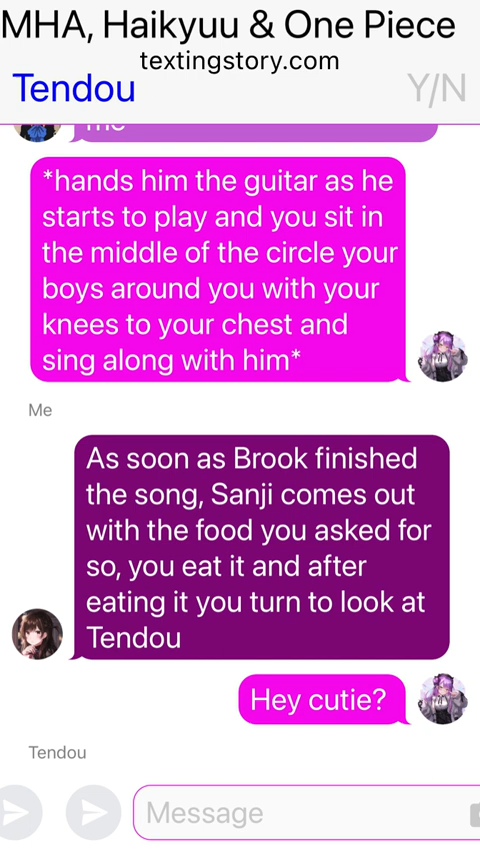 MHA, Haikyuu & One Piece
textingstory.com
Tendou
Y/N
me
*hands him the guitar as he
starts to play and you sit in
the middle of the circle your
boys around you with your
knees to your chest and
sing along with him*
Me
As soon as Brook finished
the song, Sanji comes out
with the food you asked for
so, you eat it and after
eating it you turn to look at
Tendou
Hey cutie?
Tendou
Message